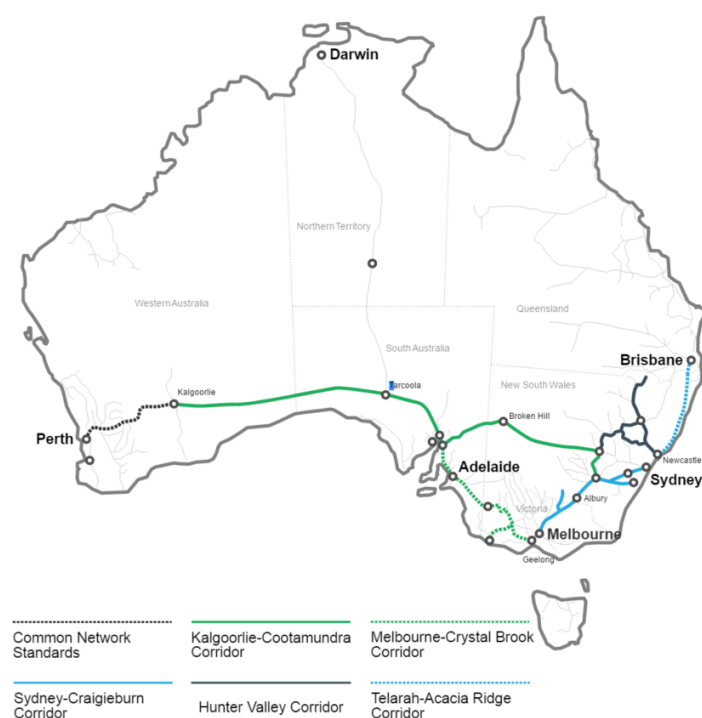 Darwin
Northern Territory
Western Australia
Queensland
South Australia
Brisbane
Tarcoola
New South Wales
Kalgoorlie
Broken Hill
Perth
Newcastle
Adelaide
Sydney
Albury
Victoria
Melbourne
Geelong
Common Network
Standards
Kalgoorlie-Cootamundra
Corridor
Melbourne-Crystal Brook
Corridor
Sydney-Craigieburn
Corridor
Hunter Valley Corridor
Telarah-Acacia Ridge
Corridor